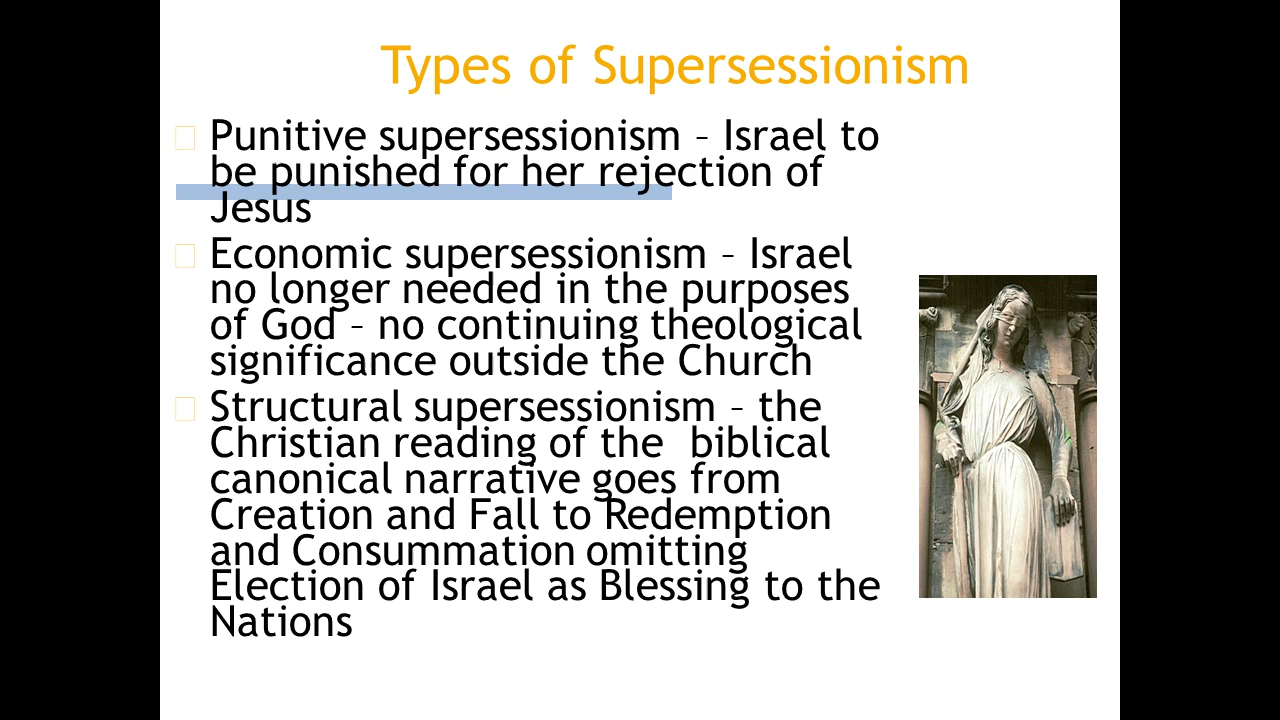 Types of Supersessionism
Punitive supersessionism – Israel to
be punished for her rejection of
Jesus
Economic supersessionism – Israel
no longer needed in the purposes
of God – no continuing theological
significance outside the Church
Structural supersessionism – the
Christian reading of the  biblical
canonical narrative goes from
Creation and Fall to Redemption
and Consummation omitting
Election of Israel as Blessing to the
Nations